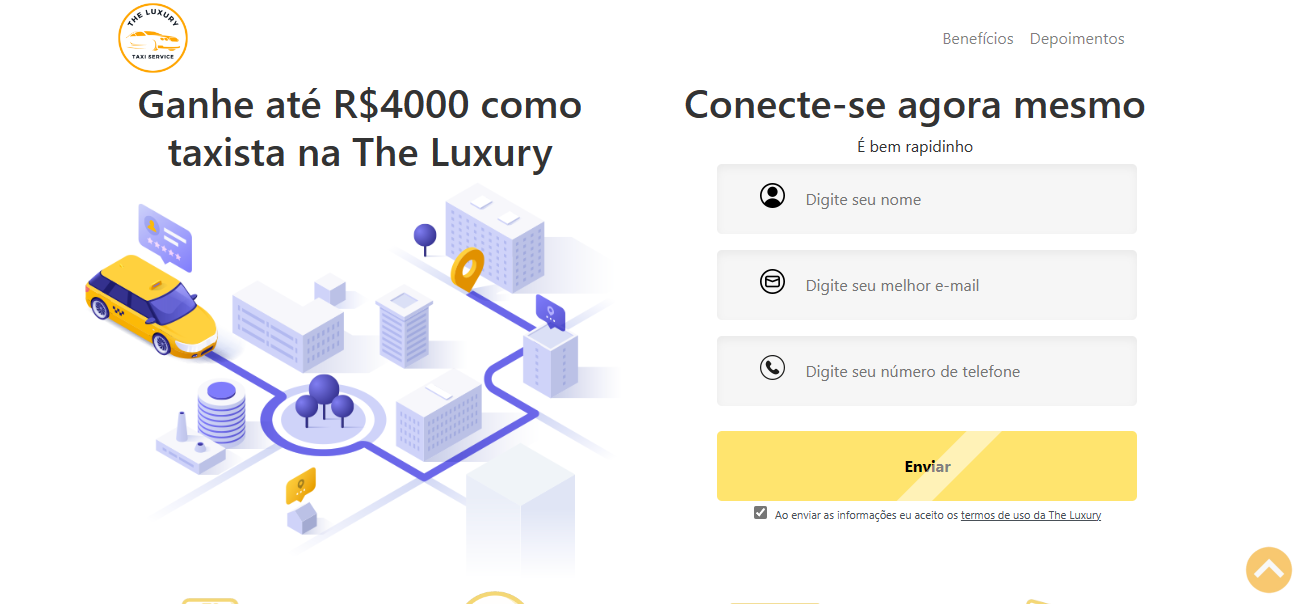 THE LUXURY
TAXI SERVICE
Benefícios Depoimentos
Ganhe até R$4000 como
taxista na The Luxury
Conecte-se agora mesmo
É bem rapidinho
Digite seu nome
Digite seu melhor e-mail
Digite seu número de telefone
Enviar
Ao enviar as informações eu aceito os termos de uso da The Luxury